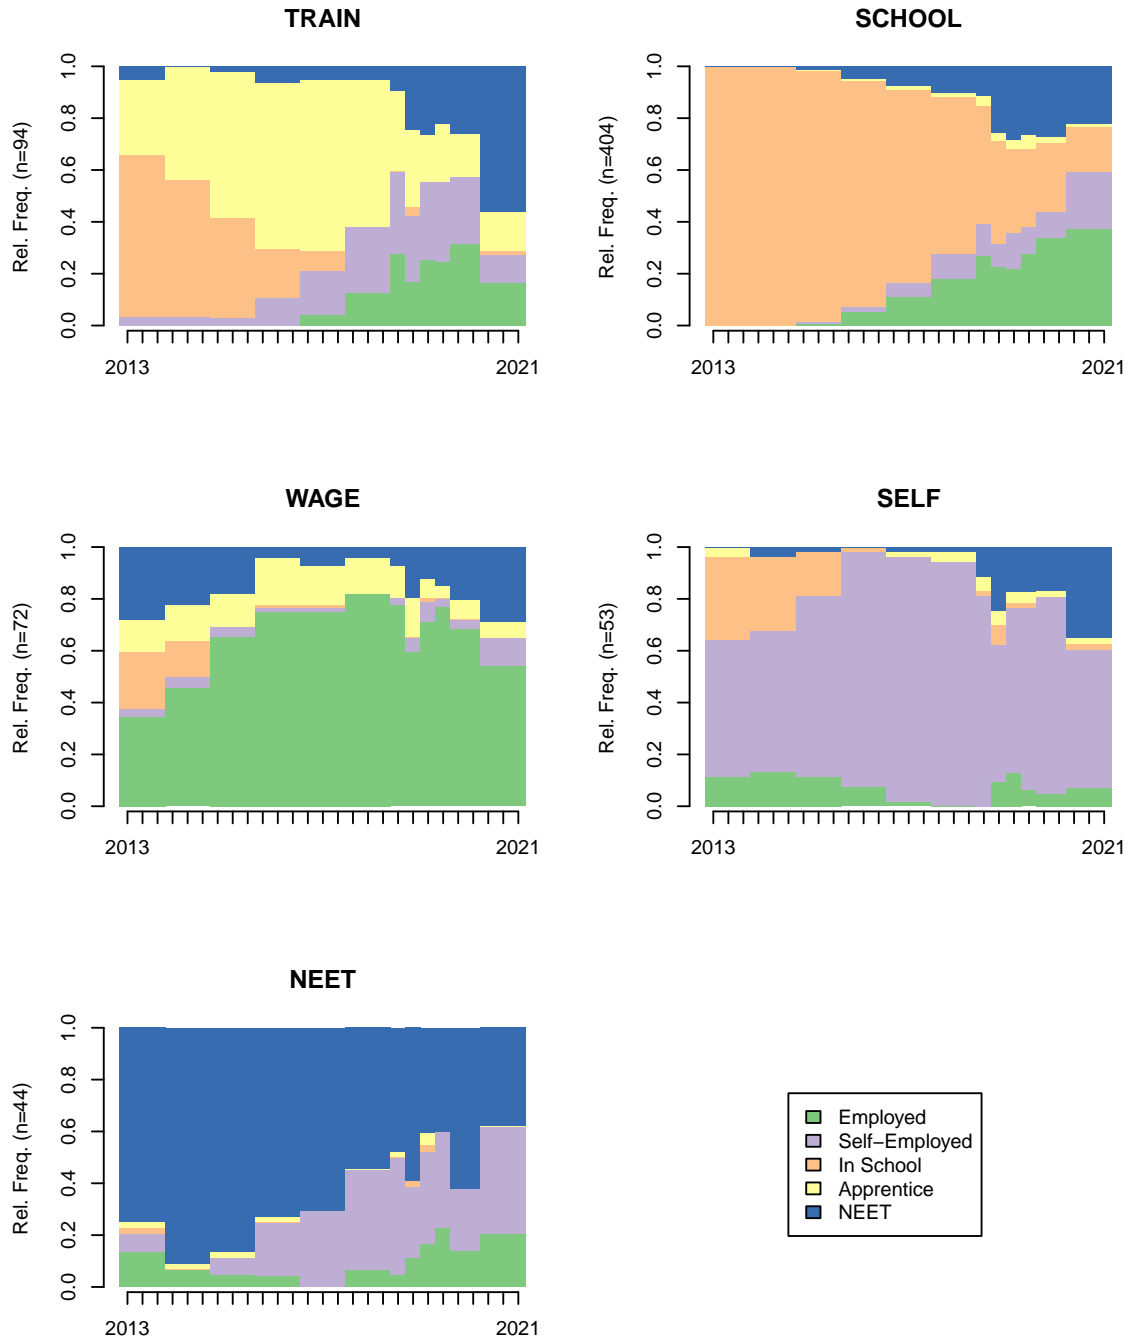 TRAIN
Rel. Freq. (n=94)
0.0 0.2 0.4 0.6 0.8 1.0
2013 2021
SCHOOL
Rel. Freq. (n=404)
0.0 0.2 0.4 0.6 0.8 1.0
2013 2021
WAGE
Rel. Freq. (n=72)
0.0 0.2 0.4 0.6 0.8 1.0
2013 2021
SELF
Rel. Freq. (n=53)
0.0 0.2 0.4 0.6 0.8 1.0
2013 2021
NEET
Rel. Freq. (n=44)
0.0 0.2 0.4 0.6 0.8 1.0
2013 2021
Employed
Self−Employed
In School
Apprentice
NEET